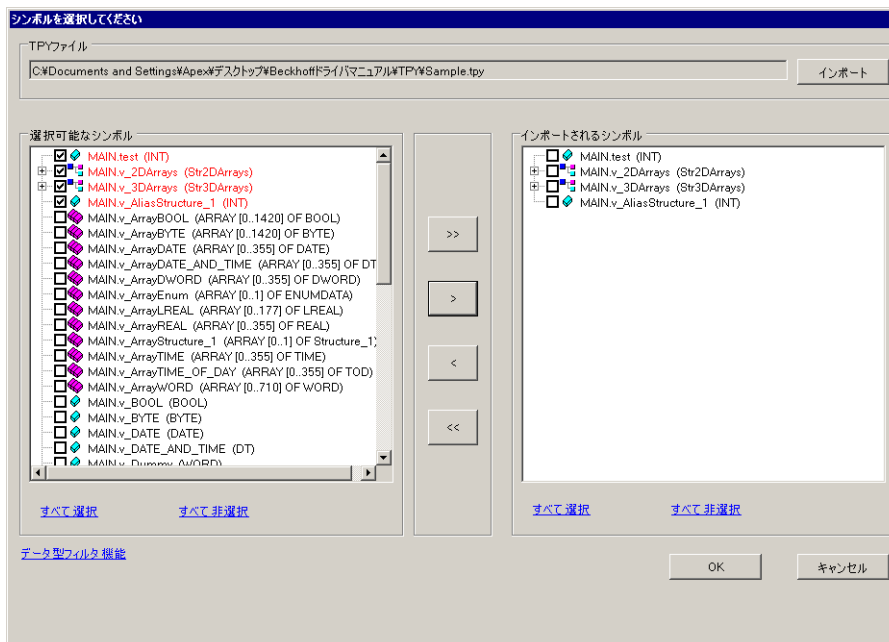 シンボルを選択してください
TPYファイル
C:¥Documents and Settings¥Apex¥デスクトップ¥Beckhoffドライバマニュアル¥TPY¥Sample.tpy
インポート
選択可能なシンボル
MAIN.test (INT)
MAIN.v_2DArrays (Str2DArrays)
MAIN.v_3DArrays (Str3DArrays)
MAIN.v_AliasStructure_1 (INT)
MAIN.v_ArrayBOOL (ARRAY [0..1420] OF BOOL)
MAIN.v_ArrayBYTE (ARRAY [0..1420] OF BYTE)
MAIN.v_ArrayDATE (ARRAY [0..355] OF DATE)
MAIN.v_ArrayDATE_AND_TIME (ARRAY [0..355] OF DT
MAIN.v_ArrayDWORD (ARRAY [0..355] OF DWORD)
MAIN.v_ArrayEnum (ARRAY [0..1] OF ENUMDATA)
MAIN.v_ArrayLREAL (ARRAY [0..177] OF LREAL)
MAIN.v_ArrayREAL (ARRAY [0..355] OF REAL)
MAIN.v_ArrayStructure_1 (ARRAY [0..1] OF Structure_1)
MAIN.v_ArrayTIME (ARRAY [0..355] OF TIME)
MAIN.v_ArrayTIME_OF_DAY (ARRAY [0..355] OF TOD)
MAIN.v_ArrayWORD (ARRAY [0..710] OF WORD)
MAIN.v_BOOL (BOOL)
MAIN.v_BYTE (BYTE)
MAIN.v_DATE (DATE)
MAIN.v_DATE_AND_TIME (DT)
MAIN.v_Dummy (WORD)
すべて選択
すべて非選択
>>
>
<
<<
インポートされるシンボル
MAIN.test (INT)
MAIN.v_2DArrays (Str2DArrays)
MAIN.v_3DArrays (Str3DArrays)
MAIN.v_AliasStructure_1 (INT)
すべて選択
すべて非選択
データ型フィルタ機能
OK
キャンセル